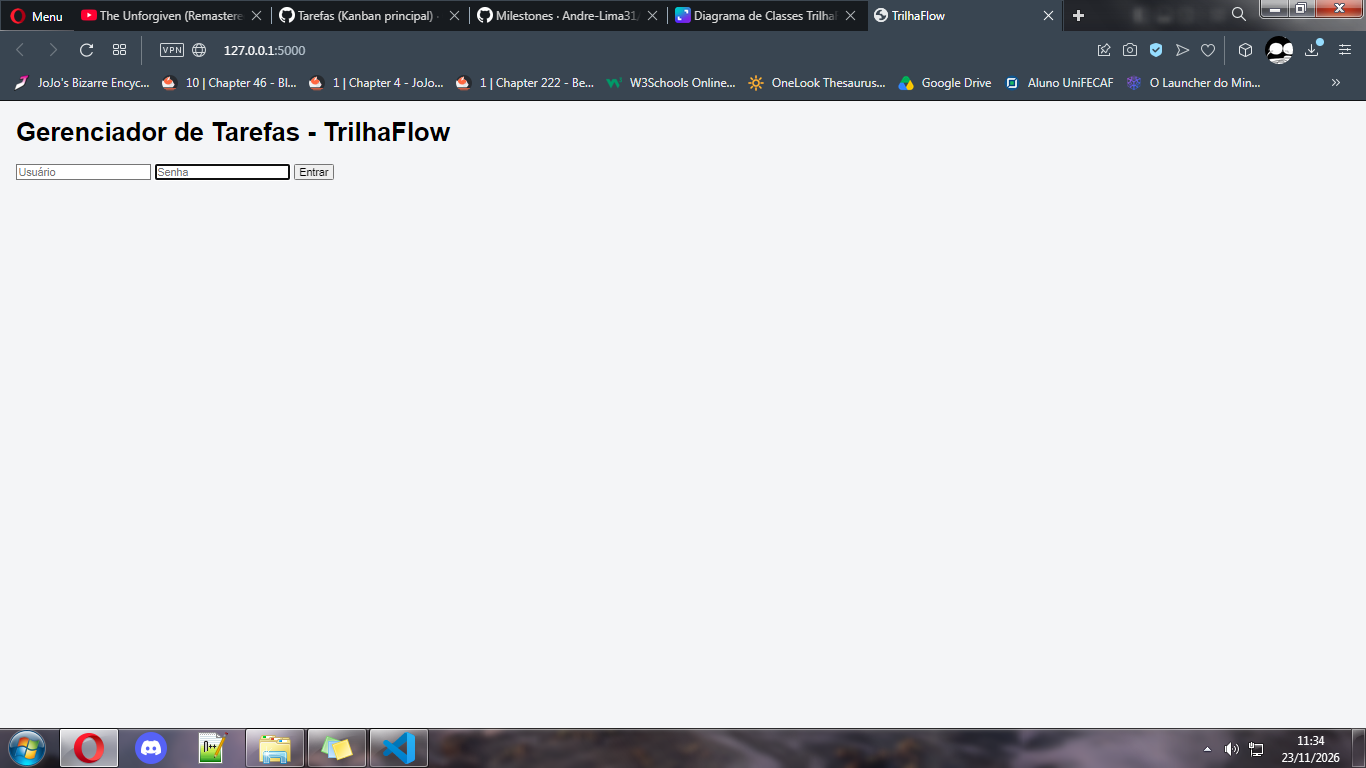 Menu
The Unforgiven (Remastere
Tarefas (Kanban principal) ·
Milestones · Andre-Lima31,
Diagrama de Classes Trilhaf
TrilhaFlow
VPN
127.0.0.1:5000
JoJo's Bizarre Encyc...
10 | Chapter 46 - Bl...
1 | Chapter 4 - JoJo...
1 | Chapter 222 - Be...
W3Schools Online...
OneLook Thesaurus...
Google Drive
Aluno UniFECAF
O Launcher do Min...
Gerenciador de Tarefas - TrilhaFlow
Usuário
Senha
Entrar
11:34
23/11/2026